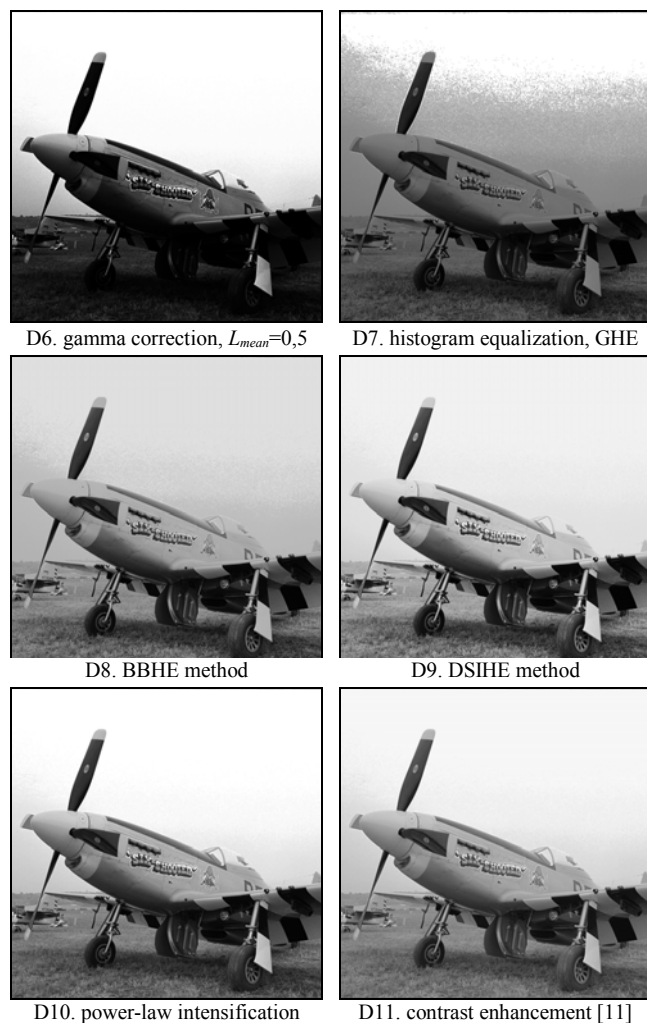 D6. gamma correction, Lmean=0,5
D7. histogram equalization, GHE
D8. BBHE method
D9. DSIHE method
D10. power-law intensification
D11. contrast enhancement [11]